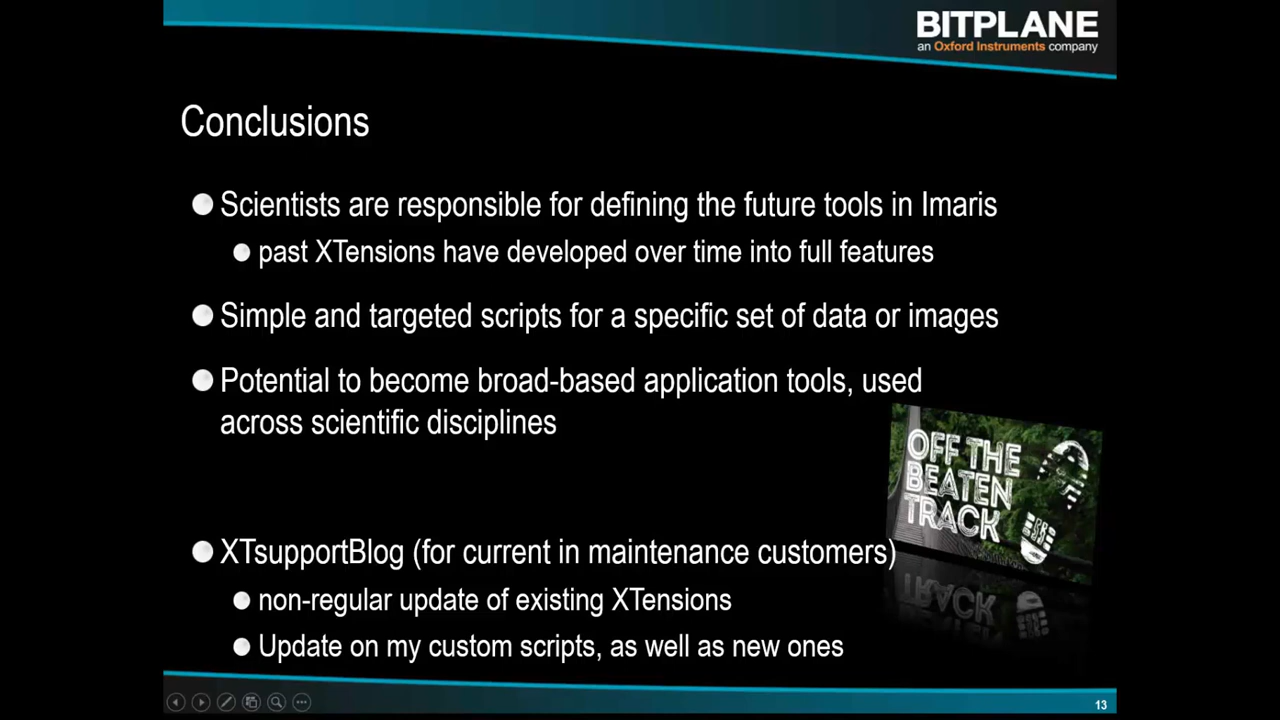 BITPLANE
an Oxford Instruments company
Conclusions
Scientists are responsible for defining the future tools in Imaris
past XTensions have developed over time into full features
Simple and targeted scripts for a specific set of data or images
Potential to become broad-based application tools, used
across scientific disciplines
OFF THE
BEATEN
TRACK
XTsupportBlog (for current in maintenance customers)
non-regular update of existing XTensions
Update on my custom scripts, as well as new ones
13